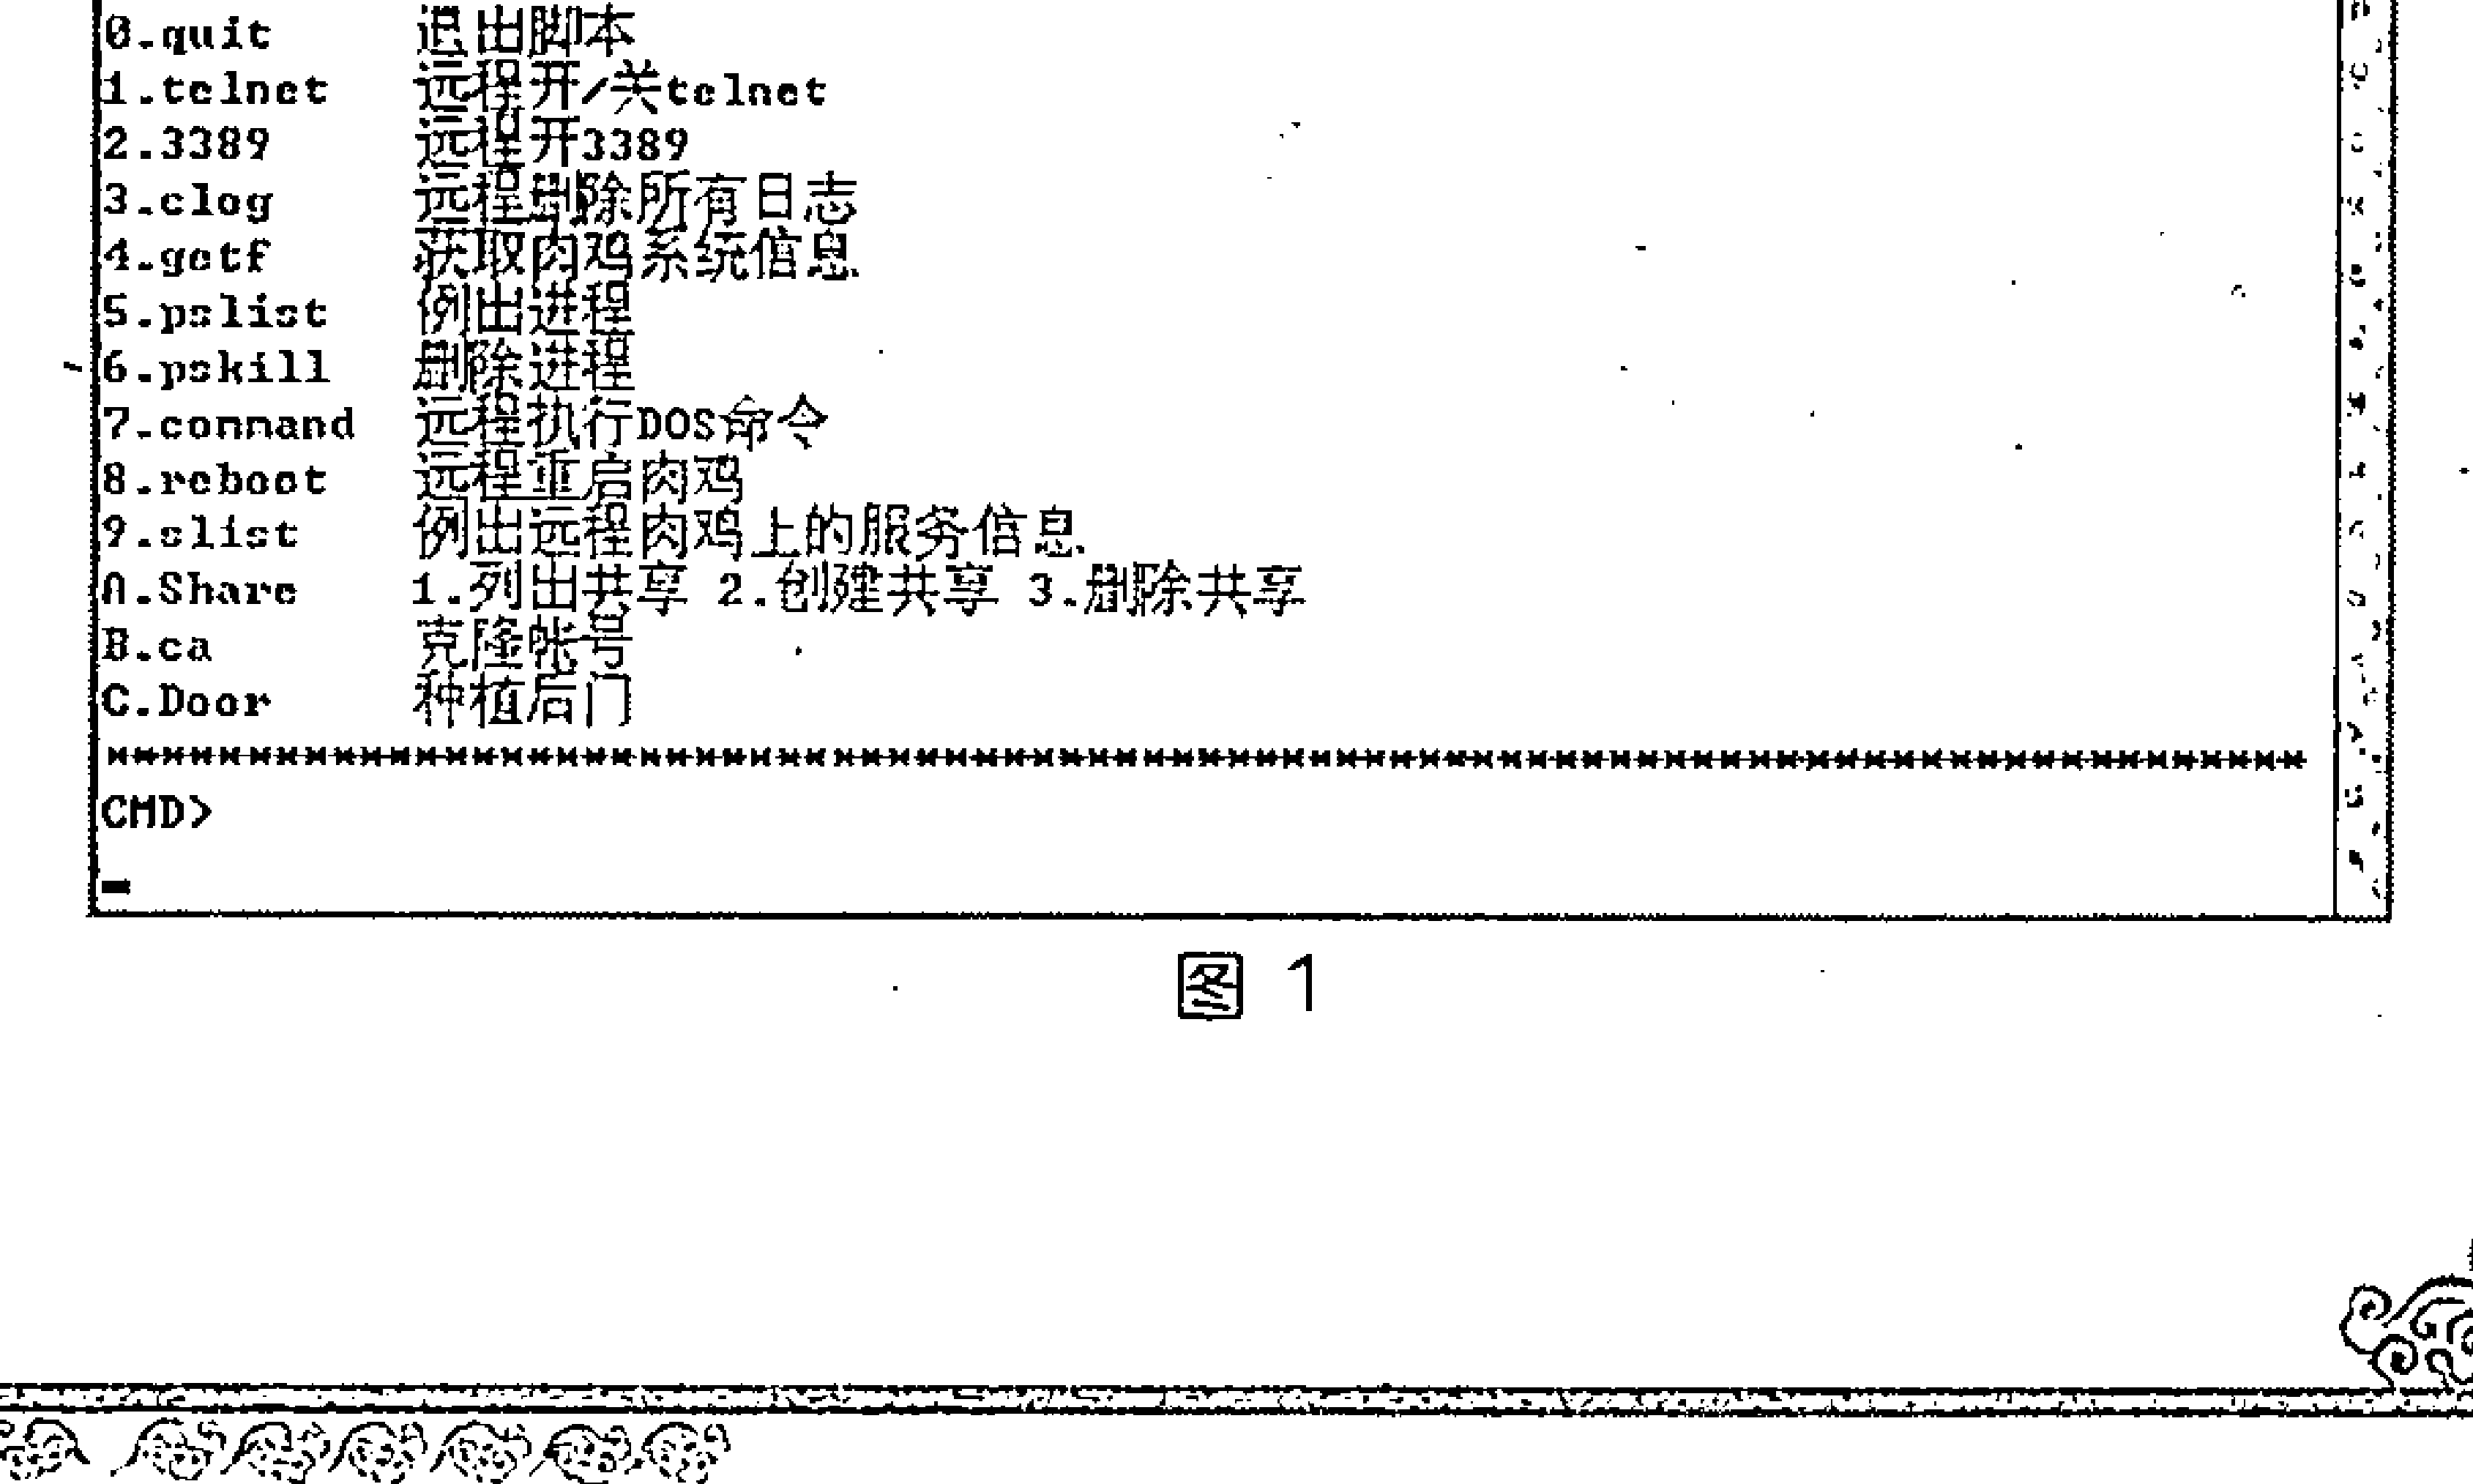 0.quit 退出脚本
1.telnet 远程开/关telnet
2.3389 远程开3389
3.clog 远程删除所有日志
4.getf 获取肉鸡系统信息
5.pslist 例出进程
6.pskill 删除进程
7.command 远程执行DOS命令
8.reboot 远程重启肉鸡
9.slist 例出远程肉鸡上的服务信息
A.Share 1.列出共享 2.创建共享 3.删除共享
B.ca 克隆帐号
C.Door 种植后门
*******************************************************************************
CMD>
图 1